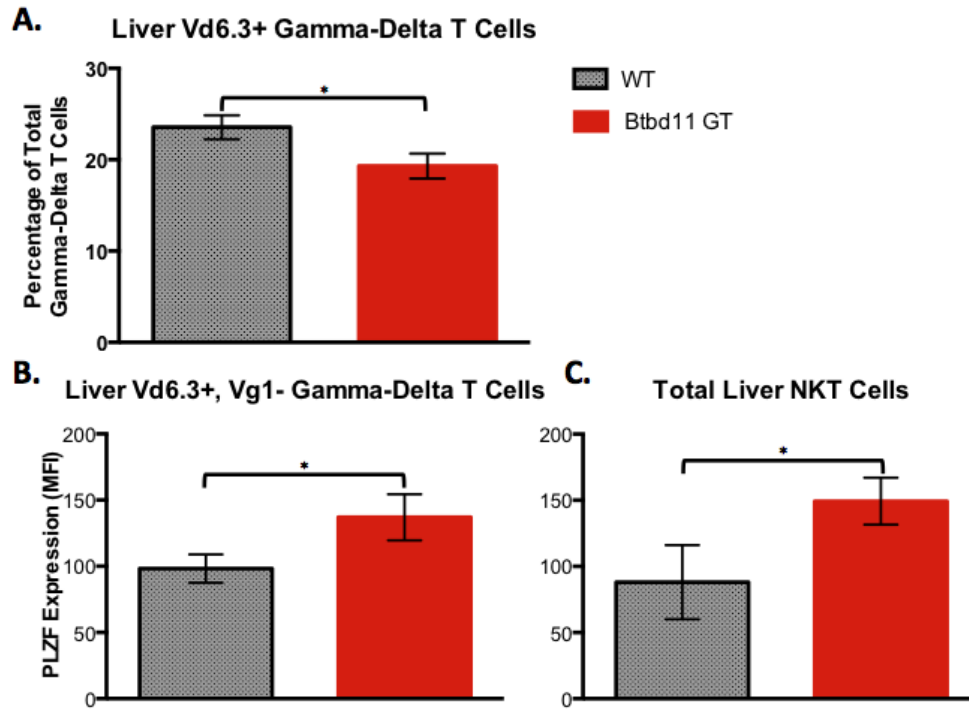 A.
Liver Vd6.3+ Gamma-Delta T Cells
Percentage of Total
Gamma-Delta T Cells
30
20
10
0
*
WT
Btbd11 GT
B.
Liver Vd6.3+, Vg1- Gamma-Delta T Cells
PLZF Expression (MFI)
200
150
100
50
0
*
C.
Total Liver NKT Cells
200
150
100
50
0
*